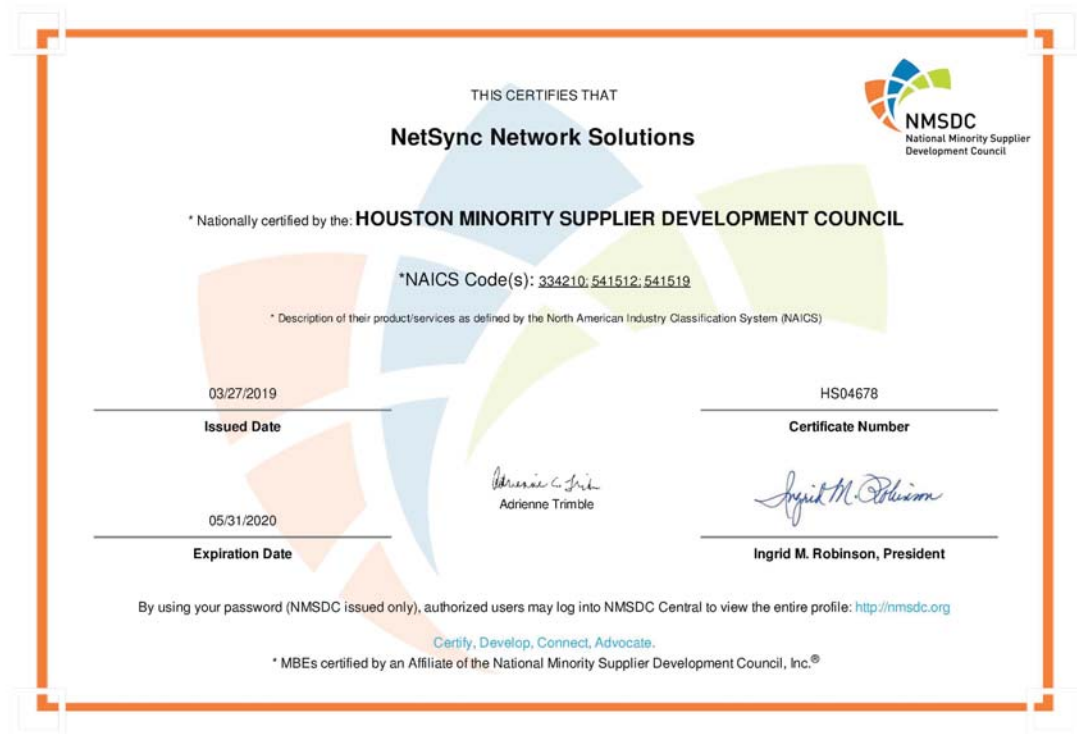 THIS CERTIFIES THAT
NetSync Network Solutions
NMSDC
National Minority Supplier
Development Council
* Nationally certified by the: HOUSTON MINORITY SUPPLIER DEVELOPMENT COUNCIL
*NAICS Code(s): 334210; 541512; 541519
* Description of their product/services as defined by the North American Industry Classification System (NAICS)
03/27/2019
Issued Date
HS04678
Certificate Number
Adrienne Trimble
05/31/2020
Expiration Date
Ingrid M. Robinson
Ingrid M. Robinson, President
By using your password (NMSDC issued only), authorized users may log into NMSDC Central to view the entire profile: http://nmsdc.org
Certify, Develop, Connect, Advocate.
* MBEs certified by an Affiliate of the National Minority Supplier Development Council, Inc.®